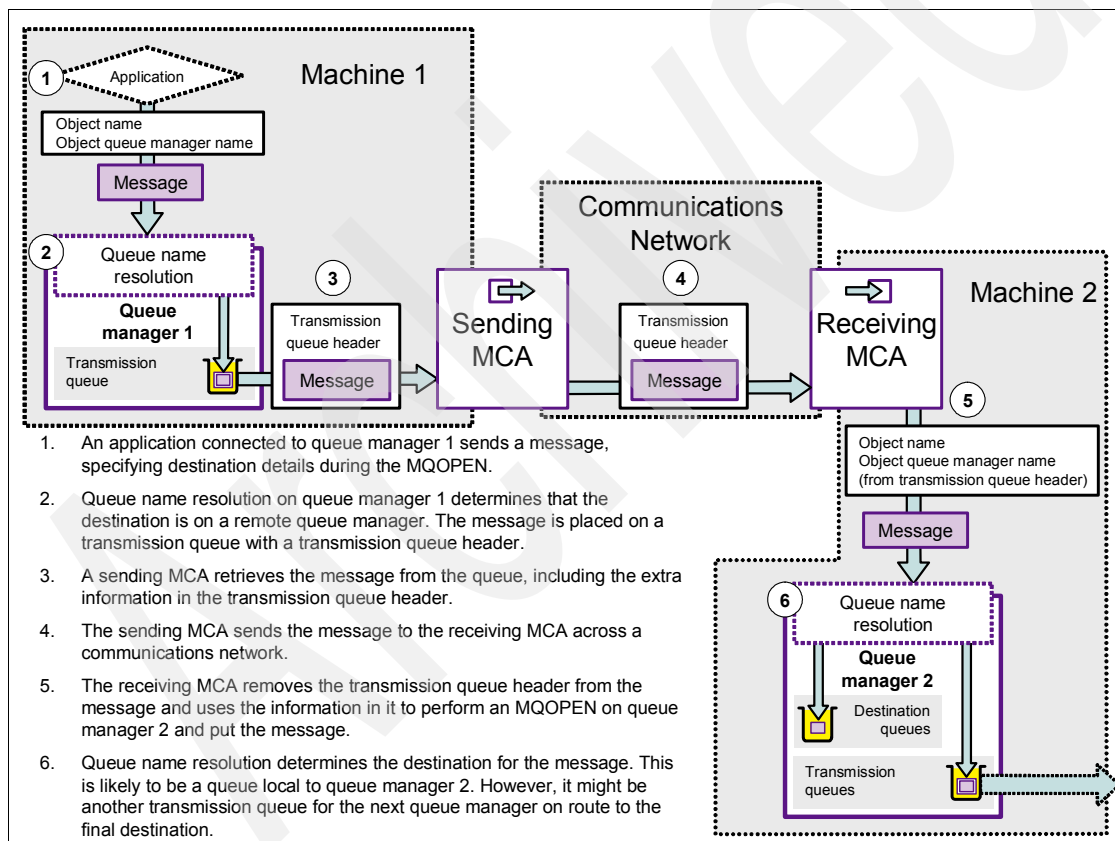 Machine 1
1
Application
Object name
Object queue manager name
Message
2
Queue name
resolution
Queue
manager 1
Transmission
queue
3
Transmission
queue header
Message
Sending
MCA
Communications
Network
4
Transmission
queue header
Message
Receiving
MCA
Machine 2
5
Object name
Object queue manager name
(from transmission queue header)
Message
6
Queue name
resolution
Queue
manager 2
Destination
queues
Transmission
queues
1. An application connected to queue manager 1 sends a message,
specifying destination details during the MQOPEN.
2. Queue name resolution on queue manager 1 determines that the
destination is on a remote queue manager. The message is placed on a
transmission queue with a transmission queue header.
3. A sending MCA retrieves the message from the queue, including the extra
information in the transmission queue header.
4. The sending MCA sends the message to the receiving MCA across a
communications network.
5. The receiving MCA removes the transmission queue header from the
message and uses the information in it to perform an MQOPEN on queue
manager 2 and put the message.
6. Queue name resolution determines the destination for the message. This
is likely to be a queue local to queue manager 2. However, it might be
another transmission queue for the next queue manager on route to the
final destination.
Archived